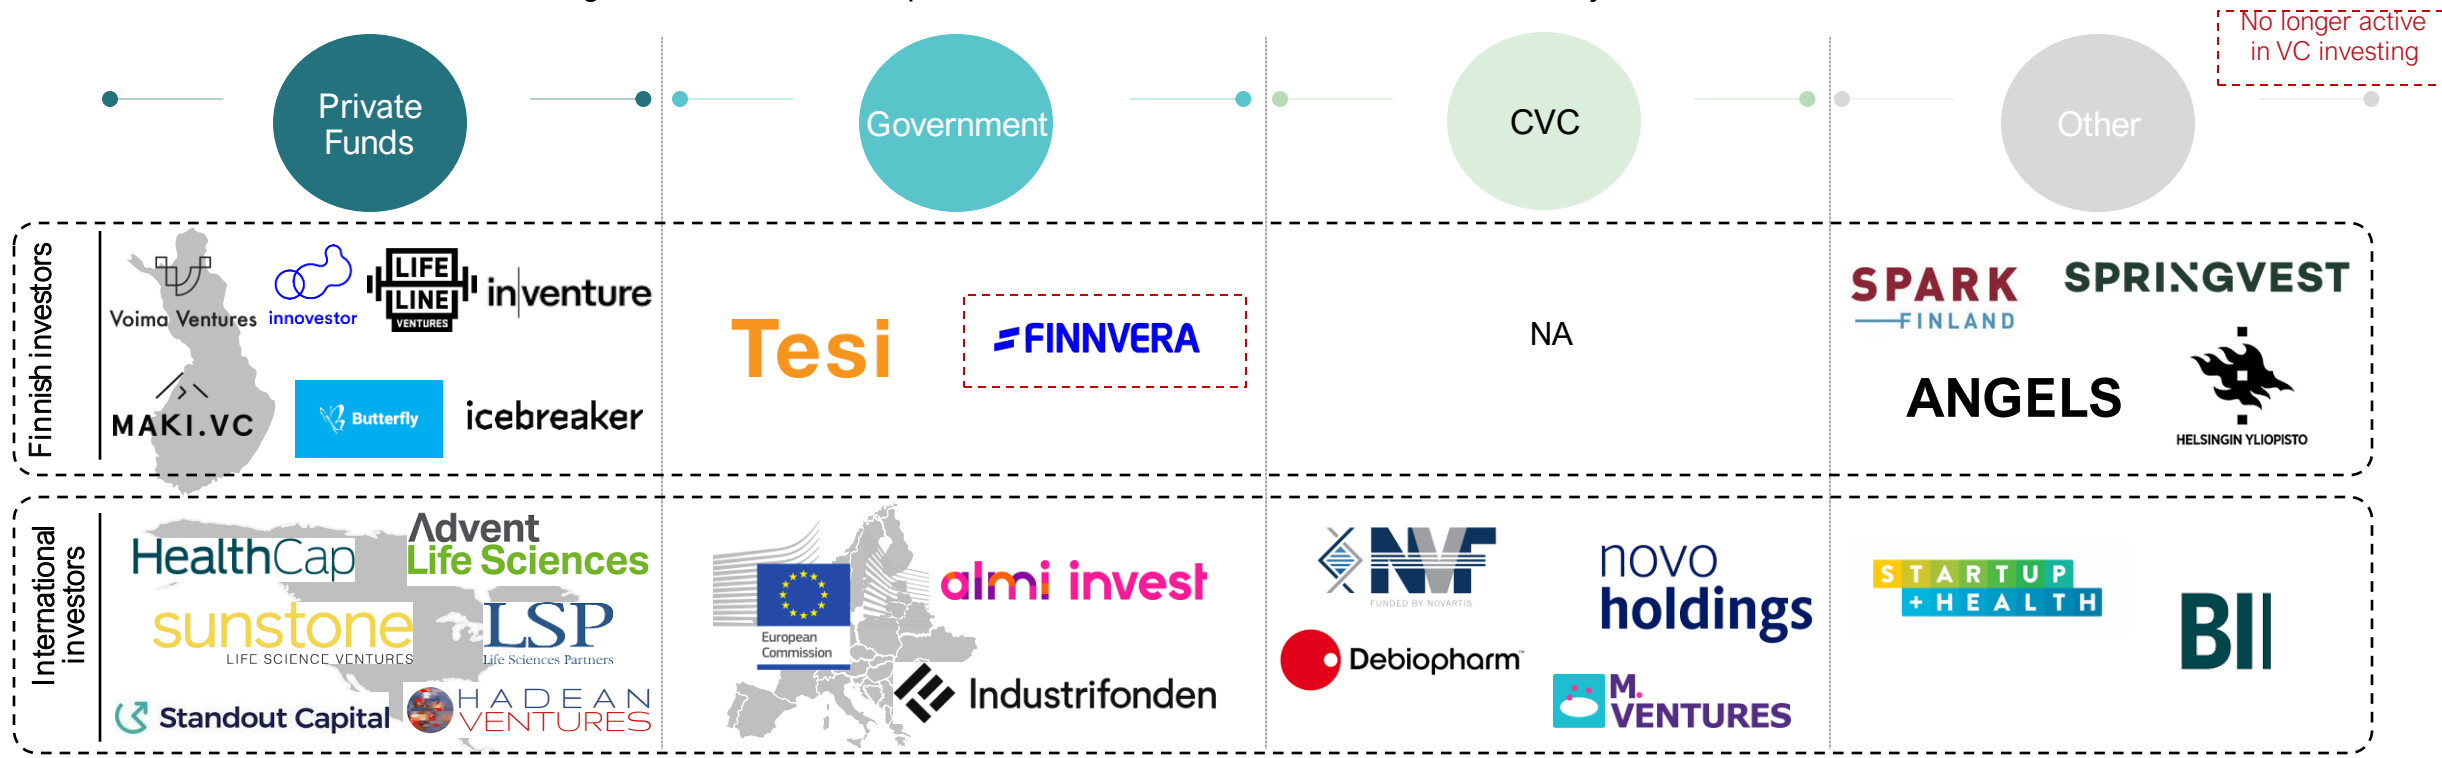 No longer active
in VC investing
Private
Funds
Government
CVC
Other
Finnish investors
Voima Ventures
innovestor
LIFE
LINE
VENTURES
in|venture
MAKI.VC
Butterfly
icebreaker
Tesi
FINNVERA
NA
SPARK
FINLAND
SPRINGVEST
ANGELS
HELSINGIN YLIOPISTO
International
investors
HealthCap
Advent
Life Sciences
sunstone
LIFE SCIENCE VENTURES
LSP
Life Sciences Partners
Standout Capital
HADEAN
VENTURES
European
Commission
almi invest
Industrifonden
NVF
FUNDED BY NOVARTIS
novo
holdings
Debiopharm™
M.
VENTURES
STARTUP
+HEALTH
BII